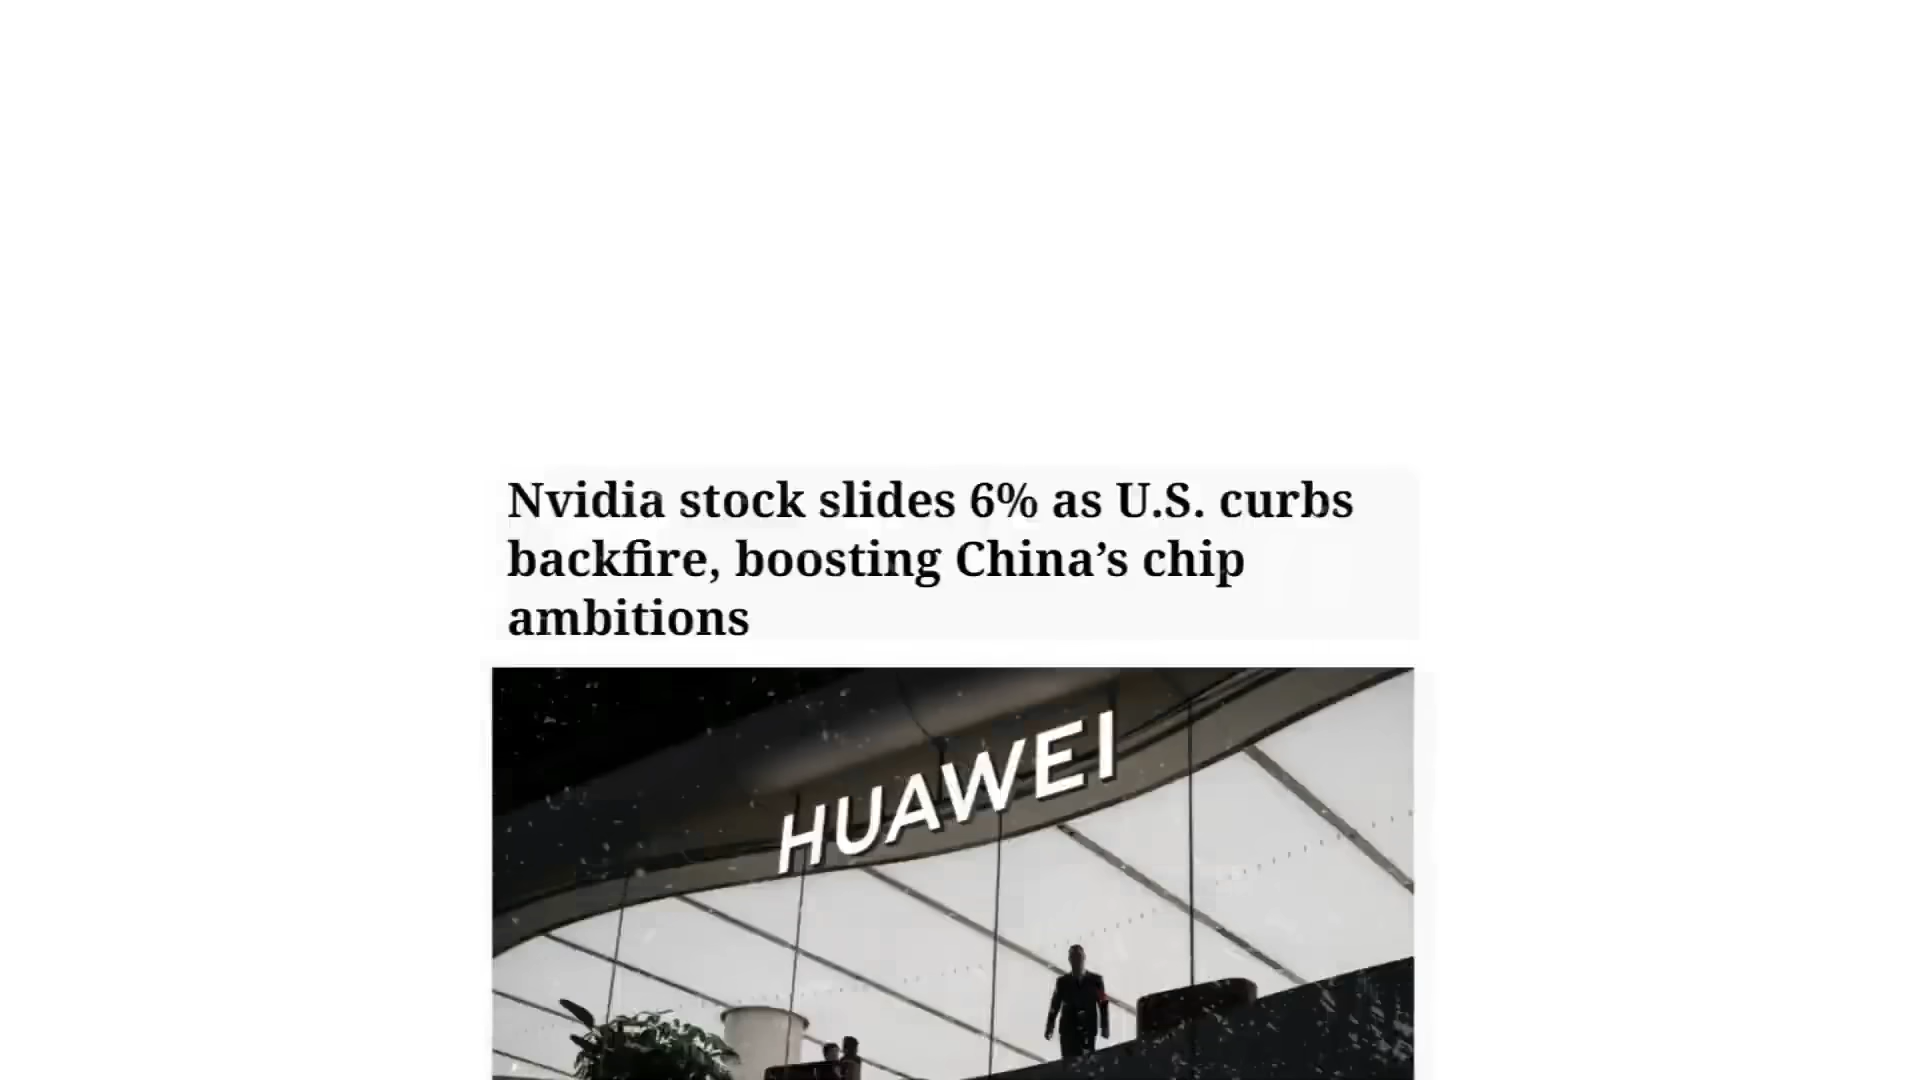 Nvidia stock slides 6% as U.S. curbs
backfire, boosting China’s chip
ambitions
HUAWEI